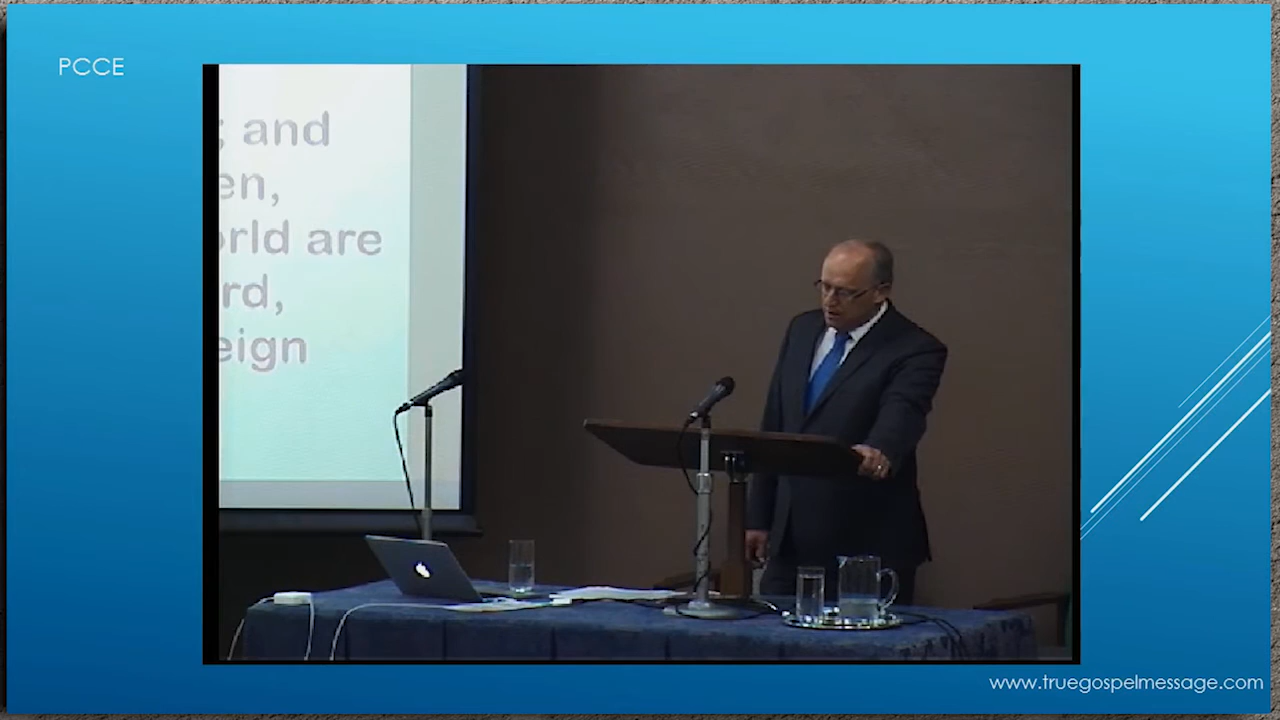 PCCE
; and
en,
orld are
rd,
eign
www.truegospelmessage.com